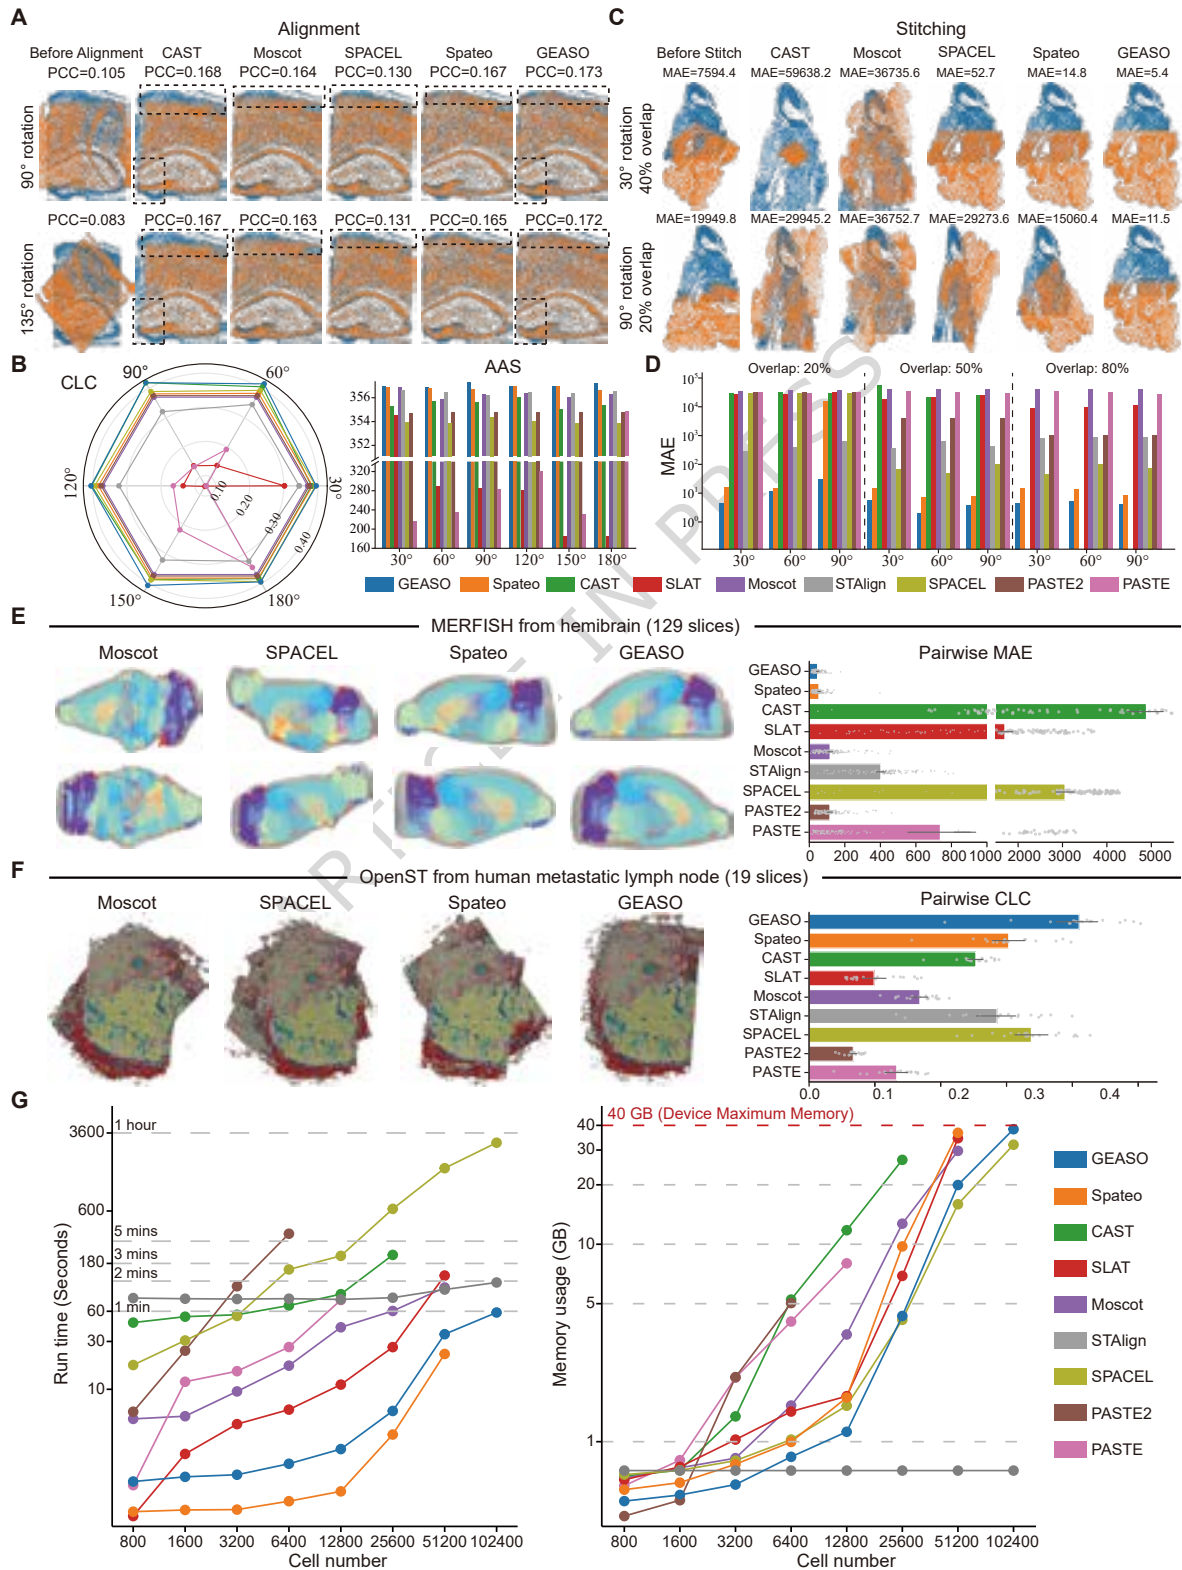 A
Alignment
Before Alignment CAST Moscot SPACEL Spateo GEASO
PCC=0.105 PCC=0.168 PCC=0.164 PCC=0.130 PCC=0.167 PCC=0.173
90° rotation
PCC=0.083 PCC=0.167 PCC=0.163 PCC=0.131 PCC=0.165 PCC=0.172
135° rotation
C
Stitching
Before Stitch CAST Moscot SPACEL Spateo GEASO
MAE=7594.4 MAE=59638.2 MAE=36735.6 MAE=52.7 MAE=14.8 MAE=5.4
30° rotation
40% overlap
MAE=19949.8 MAE=29945.2 MAE=36752.7 MAE=29273.6 MAE=15060.4 MAE=11.5
90° rotation
20% overlap
B
CLC
90° 60°
120° 30°
150° 180°
0.10 0.20 0.30 0.40
AAS
356
354
352
320
280
240
200
160
30° 60° 90° 120° 150° 180°
D
Overlap: 20% Overlap: 50% Overlap: 80%
MAE
10⁵
10⁴
10³
10²
10¹
10⁰
30° 60° 90° 30° 60° 90° 30° 60° 90°
GEASO Spateo CAST SLAT Moscot STAlign SPACEL PASTE2 PASTE
E
MERFISH from hemibrain (129 slices)
Moscot SPACEL Spateo GEASO
Pairwise MAE
GEASO
Spateo
CAST
SLAT
Moscot
STAlign
SPACEL
PASTE2
PASTE
0 200 400 600 800 1000 2000 3000 4000 5000
F
OpenST from human metastatic lymph node (19 slices)
Moscot SPACEL Spateo GEASO
Pairwise CLC
GEASO
Spateo
CAST
SLAT
Moscot
STAlign
SPACEL
PASTE2
PASTE
0.0 0.1 0.2 0.3 0.4
G
Run time (Seconds)
3600
600
180
60
30
10
1 hour
5 mins
3 mins
2 mins
1 min
800 1600 3200 6400 12800 25600 51200 102400
Cell number
Memory usage (GB)
40 GB (Device Maximum Memory)
40
30
20
10
5
1
800 1600 3200 6400 12800 25600 51200 102400
Cell number
GEASO
Spateo
CAST
SLAT
Moscot
STAlign
SPACEL
PASTE2
PASTE